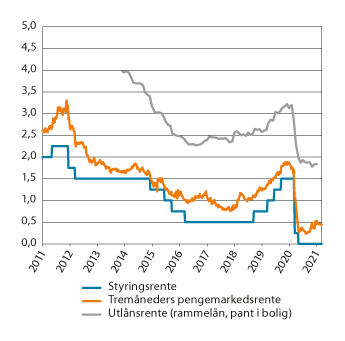 5,0
4,5
4,0
3,5
3,0
2,5
2,0
1,5
1,0
0,5
0,0
2011 2012 2013 2014 2015 2016 2017 2018 2019 2020 2021
Styringsrente
Tremåneders pengemarkedsrente
Utlånsrente (rammelån, pant i bolig)